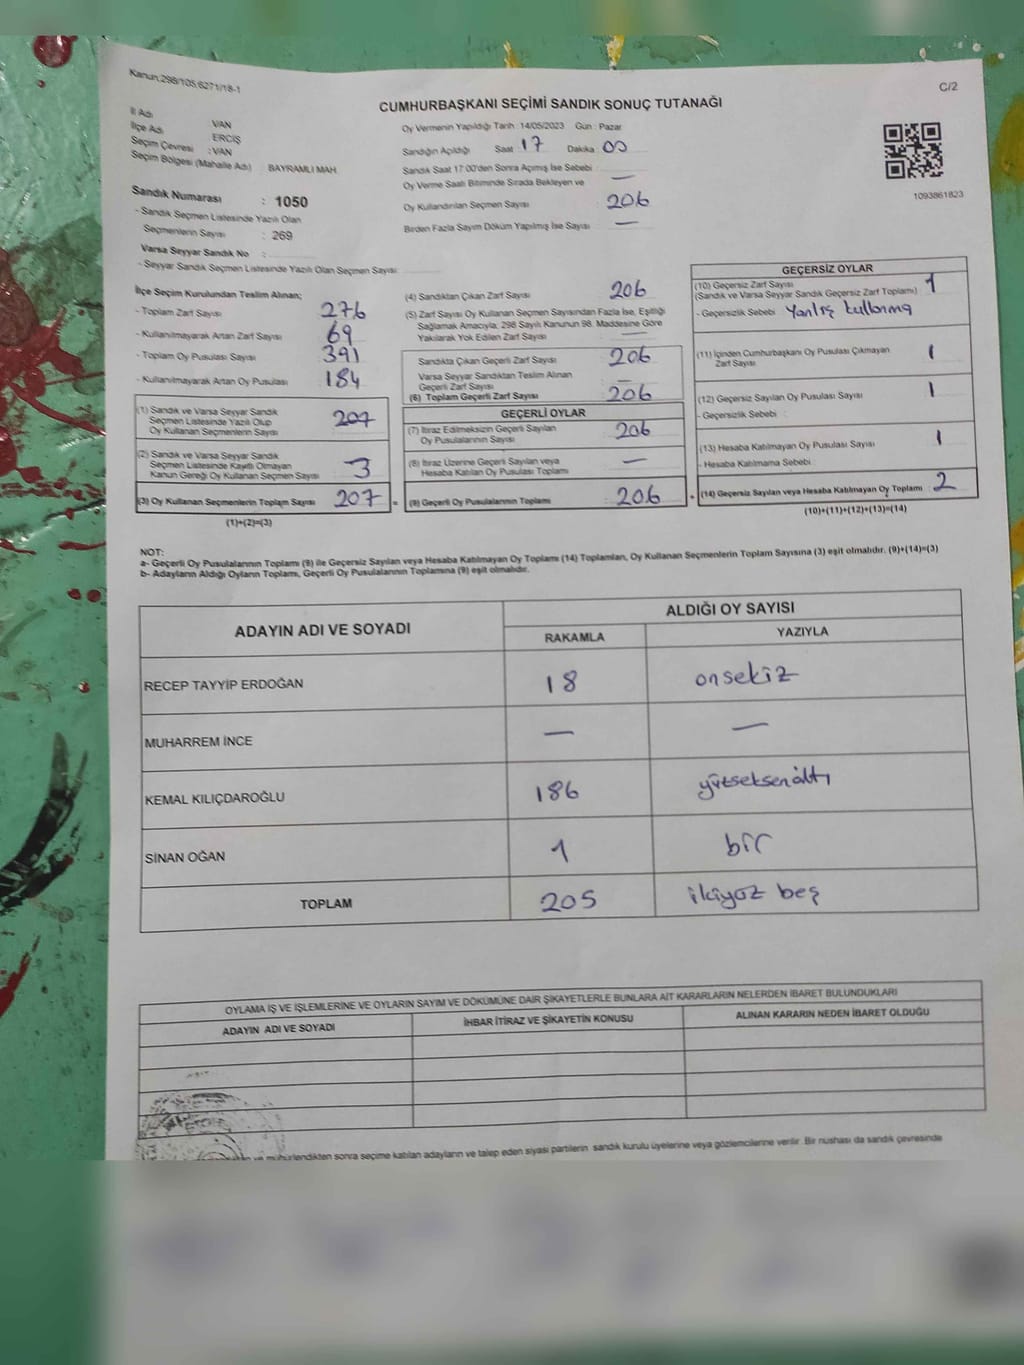 Kanun,298/105,6271/18-1
C/2
CUMHURBAŞKANI SEÇİMİ SANDIK SONUÇ TUTANAĞI
İl Adı : VAN
İlçe Adı : ERCİŞ
Seçim Çevresi : VAN
Seçim Bölgesi (Mahalle Adı) : BAYRAMLI MAH.
Oy Vermenin Yapıldığı Tarih : 14/05/2023 Gün : Pazar
Sandığın Açıldığı Saat : 17 Dakika : 00
Sandık Saat 17:00'den Sonra Açımış İse Sebebi : —
Oy Verme Saati Bitiminde Sırada Bekleyen ve
Oy Kullandırılan Seçmen Sayısı : 206
Birden Fazla Sayım Döküm Yapılmış İse Sayısı : —
1093861823
Sandık Numarası : 1050
- Sandık Seçmen Listesinde Yazılı Olan
Seçmenlerin Sayısı : 269
Varsa Seyyar Sandık No :
- Seyyar Sandık Seçmen Listesinde Yazılı Olan Seçmen Sayısı:
İlçe Seçim Kurulundan Teslim Alınan;
- Toplam Zarf Sayısı : 276
- Kullanılmayarak Artan Zarf Sayısı : 69
- Toplam Oy Pusulası Sayısı : 391
- Kullanılmayarak Artan Oy Pusulası : 184
(1) Sandık ve Varsa Seyyar Sandık
Seçmen Listesinde Yazılı Olup
Oy Kullanan Seçmenlerin Sayısı : 207
(2) Sandık ve Varsa Seyyar Sandık
Seçmen Listesinde Kayıtlı Olmayan
Kanun Gereği Oy Kullanan Seçmen Sayısı : 3
(3) Oy Kullanan Seçmenlerin Toplam Sayısı : 207 =
(1)+(2)=(3)
(4) Sandıktan Çıkan Zarf Sayısı : 206
(5) Zarf Sayısı Oy Kullanan Seçmen Sayısından Fazla İse, Eşitliği
Sağlamak Amacıyla; 298 Sayılı Kanunun 98. Maddesine Göre
Yakılarak Yok Edilen Zarf Sayısı : —
Sandıkta Çıkan Geçerli Zarf Sayısı : 206
Varsa Seyyar Sandıktan Teslim Alınan
Geçerli Zarf Sayısı : —
(6) Toplam Geçerli Zarf Sayısı : 206
GEÇERLİ OYLAR
(7) İtiraz Edilmeksizin Geçerli Sayılan
Oy Pusulalarının Sayısı : 206
(8) İtiraz Üzerine Geçerli Sayılan veya
Hesaba Katılan Oy Pusulası Toplamı : —
(9) Geçerli Oy Pusulalarının Toplamı : 206 +
GEÇERSİZ OYLAR
(10) Geçersiz Zarf Sayısı
(Sandık ve Varsa Seyyar Sandık Geçersiz Zarf Toplamı) : 1
- Geçersizlik Sebebi : Yanlış kullanma
(11) İçinden Cumhurbaşkanı Oy Pusulası Çıkmayan
Zarf Sayısı : 1
(12) Geçersiz Sayılan Oy Pusulası Sayısı : 1
- Geçersizlik Sebebi :
(13) Hesaba Katılmayan Oy Pusulası Sayısı : 1
- Hesaba Katılmama Sebebi :
(14) Geçersiz Sayılan veya Hesaba Katılmayan Oy Toplamı : 2
(10)+(11)+(12)+(13)=(14)
NOT:
a- Geçerli Oy Pusulalarının Toplamı (9) ile Geçersiz Sayılan veya Hesaba Katılmayan Oy Toplamı (14) Toplamları, Oy Kullanan Seçmenlerin Toplam Sayısına (3) eşit olmalıdır. (9)+(14)=(3)
b- Adayların Aldığı Oyların Toplamı, Geçerli Oy Pusulalarının Toplamına (9) eşit olmalıdır.
ADAYIN ADI VE SOYADI
ALDIĞI OY SAYISI
RAKAMLA YAZIYLA
RECEP TAYYİP ERDOĞAN 18 onsekiz
MUHARREM İNCE — —
KEMAL KILIÇDAROĞLU 186 yükseksenaltı
SİNAN OĞAN 1 bir
TOPLAM 205 ikiyüz beş
OYLAMA İŞ VE İŞLEMLERİNE VE OYLARIN SAYIM VE DÖKÜMÜNE DAİR ŞİKAYETLERLE BUNLARA AİT KARARLARIN NELERDEN İBARET BULUNDUKLARI
ADAYIN ADI VE SOYADI İHBAR İTİRAZ VE ŞİKAYETİN KONUSU ALINAN KARARIN NEDEN İBARET OLDUĞU
ve mühürlendikten sonra seçime katılan adayların ve talep eden siyasi partilerin sandık kurulu üyelerine veya gözlemcilerine verilir. Bir nushası da sandık çevresinde